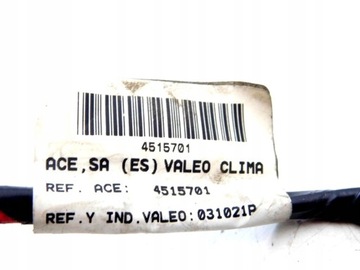 4515701
ACE,SA (ES) VALEO CLIMA
REF. ACE: 4515701
REF.Y IND.VALEO:031021P